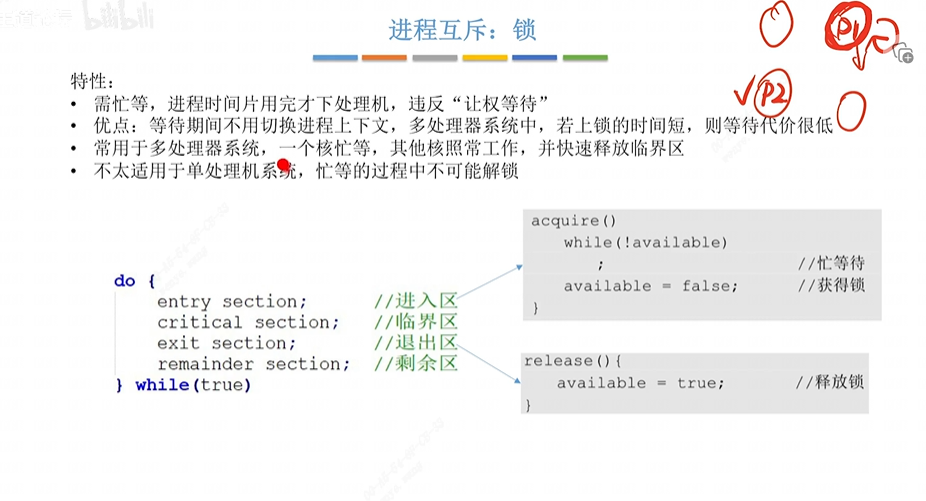 bilibili
进程互斥：锁
P1
P2
特性：
• 需忙等，进程时间片用完才下处理机，违反“让权等待”
• 优点：等待期间不用切换进程上下文，多处理器系统中，若上锁的时间短，则等待代价很低
• 常用于多处理器系统，一个核忙等，其他核照常工作，并快速释放临界区
• 不太适用于单处理机系统，忙等的过程中不可能解锁
do {
entry section; //进入区
critical section; //临界区
exit section; //退出区
remainder section; //剩余区
} while(true)
acquire()
while(!available)
; //忙等待
available = false; //获得锁
}
release(){
available = true; //释放锁
}